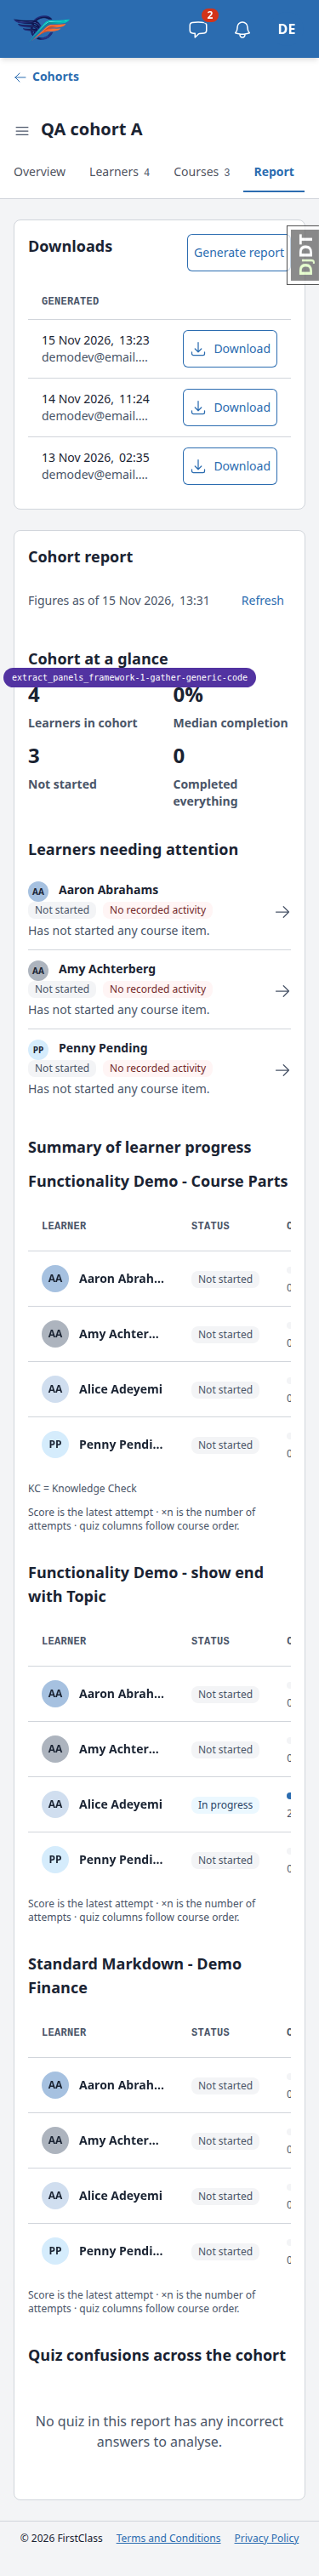 2
DE
Cohorts
QA cohort A
Overview Learners 4 Courses 3 Report
DjDT
Downloads Generate report
GENERATED
15 Nov 2026, 13:23
demodev@email.... Download
14 Nov 2026, 11:24
demodev@email.... Download
13 Nov 2026, 02:35
demodev@email.... Download
Cohort report
Figures as of 15 Nov 2026, 13:31 Refresh
Cohort at a glance
extract_panels_framework-1-gather-generic-code
4 0%
Learners in cohort Median completion
3 0
Not started Completed
everything
Learners needing attention
AA Aaron Abrahams
Not started No recorded activity
Has not started any course item.
AA Amy Achterberg
Not started No recorded activity
Has not started any course item.
PP Penny Pending
Not started No recorded activity
Has not started any course item.
Summary of learner progress
Functionality Demo - Course Parts
LEARNER STATUS
AA Aaron Abrah... Not started
AA Amy Achter... Not started
AA Alice Adeyemi Not started
PP Penny Pendi... Not started
KC = Knowledge Check
Score is the latest attempt · ×n is the number of
attempts · quiz columns follow course order.
Functionality Demo - show end
with Topic
LEARNER STATUS
AA Aaron Abrah... Not started
AA Amy Achter... Not started
AA Alice Adeyemi In progress
PP Penny Pendi... Not started
Score is the latest attempt · ×n is the number of
attempts · quiz columns follow course order.
Standard Markdown - Demo
Finance
LEARNER STATUS
AA Aaron Abrah... Not started
AA Amy Achter... Not started
AA Alice Adeyemi Not started
PP Penny Pendi... Not started
Score is the latest attempt · ×n is the number of
attempts · quiz columns follow course order.
Quiz confusions across the cohort
No quiz in this report has any incorrect
answers to analyse.
© 2026 FirstClass Terms and Conditions Privacy Policy